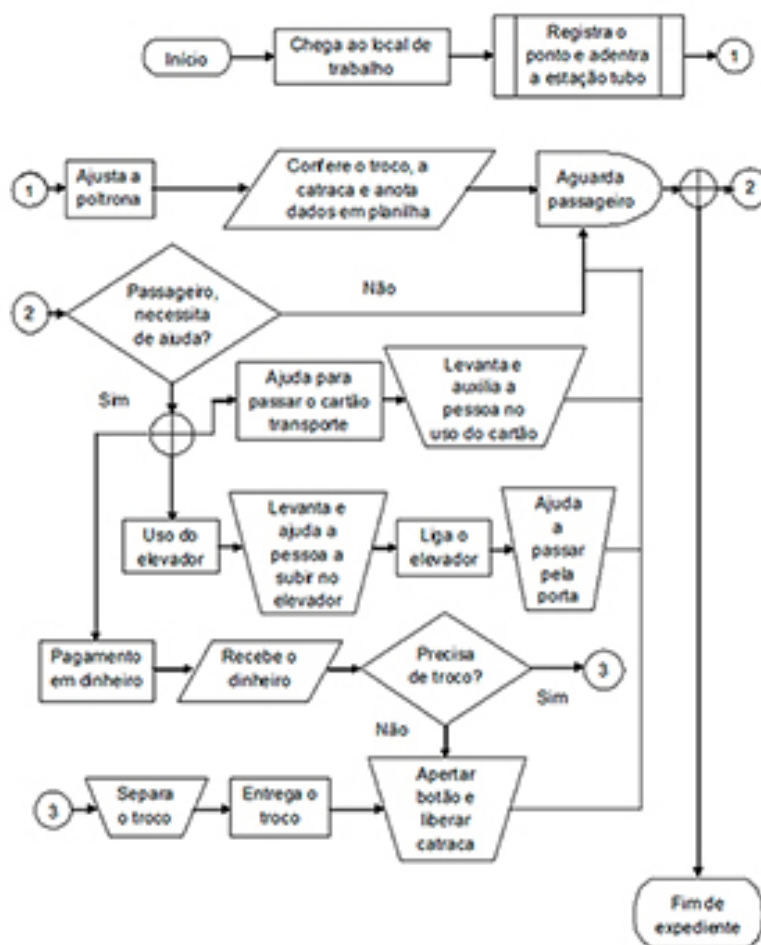 Início
Chega ao local de
trabalho
Registra o
ponto e adentra
a estação tubo
1
1
Ajusta a
poltrona
Confere o troco, a
catraca e anota
dados em planilha
Aguarda
passageiro
2
2
Passageiro,
necessita
de ajuda?
Não
Sim
Ajuda para
passar o cartão
transporte
Levanta e
auxilia a
pessoa no
uso do cartão
Uso do
elevador
Levanta e
ajuda a
pessoa a
subir no
elevador
Liga o
elevador
Ajuda
a
passar
pela
porta
Pagamento
em dinheiro
Recebe o
dinheiro
Precisa
de troco?
3
Sim
Não
3
Separa
o troco
Entrega o
troco
Apertar
botão e
liberar
catraca
Fim de
expediente